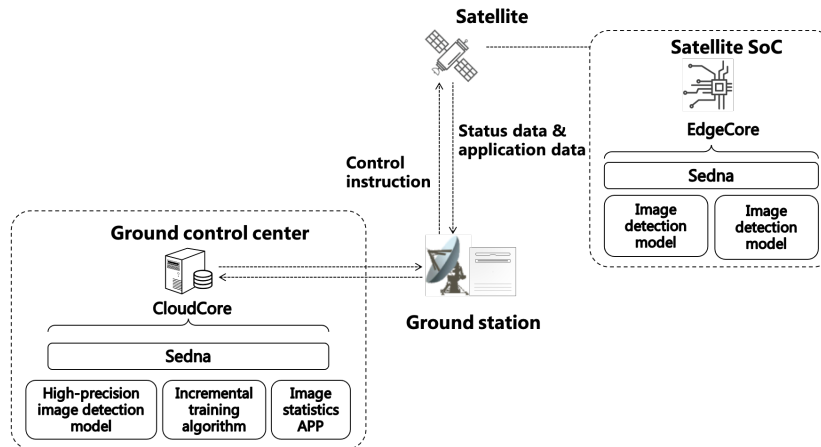 Satellite
Satellite SoC
EdgeCore
Sedna
Image
detection
model
Image
detection
model
Status data &
application data
Control
instruction
Ground control center
CloudCore
Sedna
High-precision
image detection
model
Incremental
training
algorithm
Image
statistics
APP
Ground station